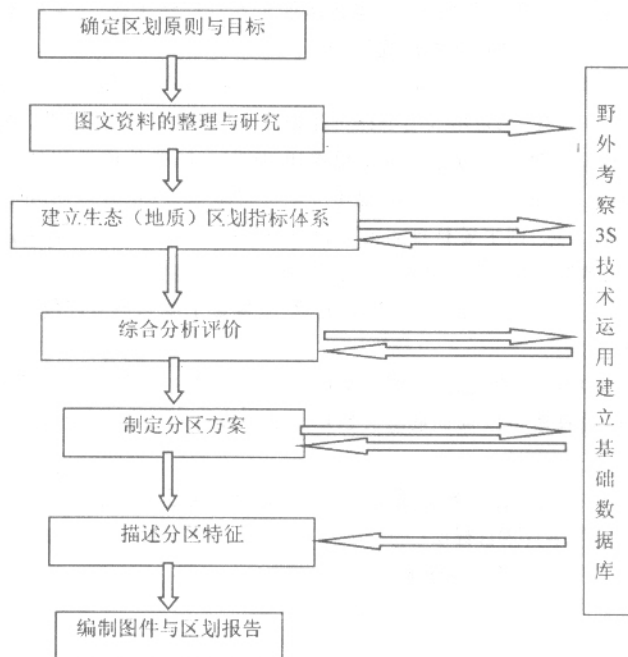 确定区划原则与目标
图文资料的整理与研究
建立生态（地质）区划指标体系
综合分析评价
制定分区方案
描述分区特征
编制图件与区划报告
野
外
考
察
3S
技
术
运
用
建
立
基
础
数
据
库